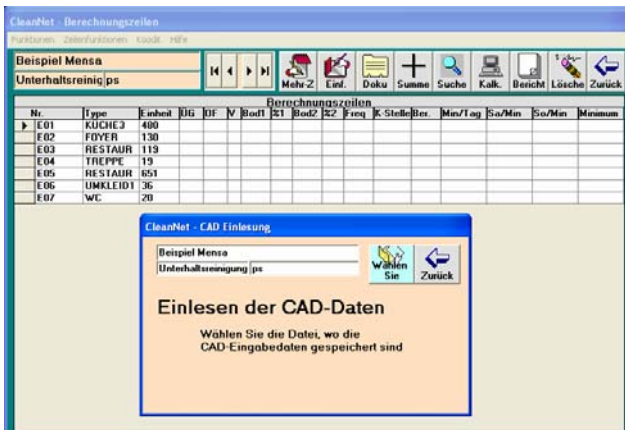 CleanNet - Berechnungszeilen
Funktionen Zeilenfunktionen Koodit Hilfe
Beispiel Mensa
Unterhaltsreinig ps
Mehr-Z Einf. Doku Summe Suche Kalk. Bericht Lösche Zurück
Berechnungszeilen
Nr. Type Einheit ÜG OF V Bod1 %1 Bod2 %2 Freq K-Stelle Ber. Min/Tag Sa/Min So/Min Minimum
E01 KÜCHE3 480
E02 FOYER 130
E03 RESTAUR 119
E04 TREPPE 19
E05 RESTAUR 651
E06 UMKLEID1 36
E07 WC 20
CleanNet - CAD Einlesung
Beispiel Mensa
Unterhaltsreinigung ps
Wählen Sie
Zurück
Einlesen der CAD-Daten
Wählen Sie die Datei, wo die
CAD-Eingabedaten gespeichert sind